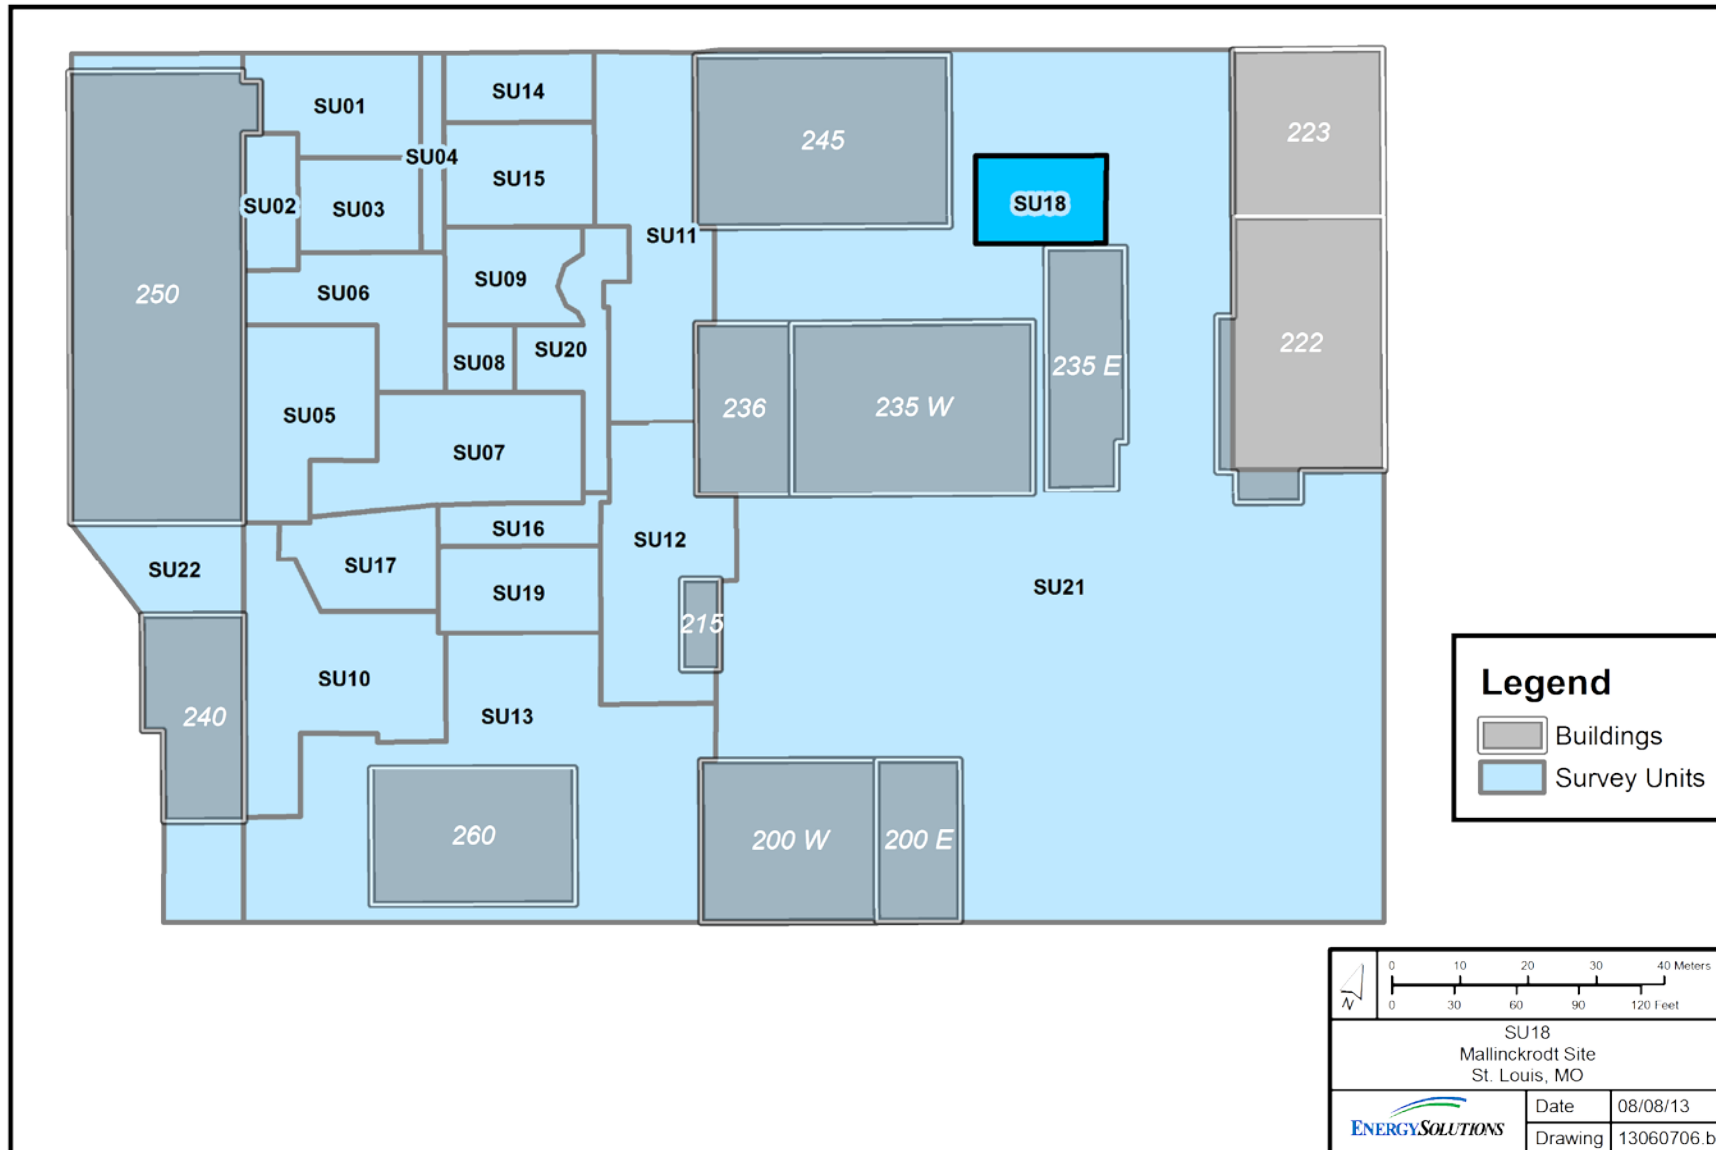 SU01
SU14
SU04
SU15
SU02
SU03
245
223
SU18
SU11
250
SU06
SU09
SU08
SU20
222
235 E
SU05
236
235 W
SU07
SU16
SU12
SU22
SU17
SU19
SU21
215
SU10
240
SU13
260
200 W
200 E
Legend
Buildings
Survey Units
N
0 10 20 30 40 Meters
0 30 60 90 120 Feet
SU18
Mallinckrodt Site
St. Louis, MO
ENERGYSOLUTIONS
Date 08/08/13
Drawing 13060706.b